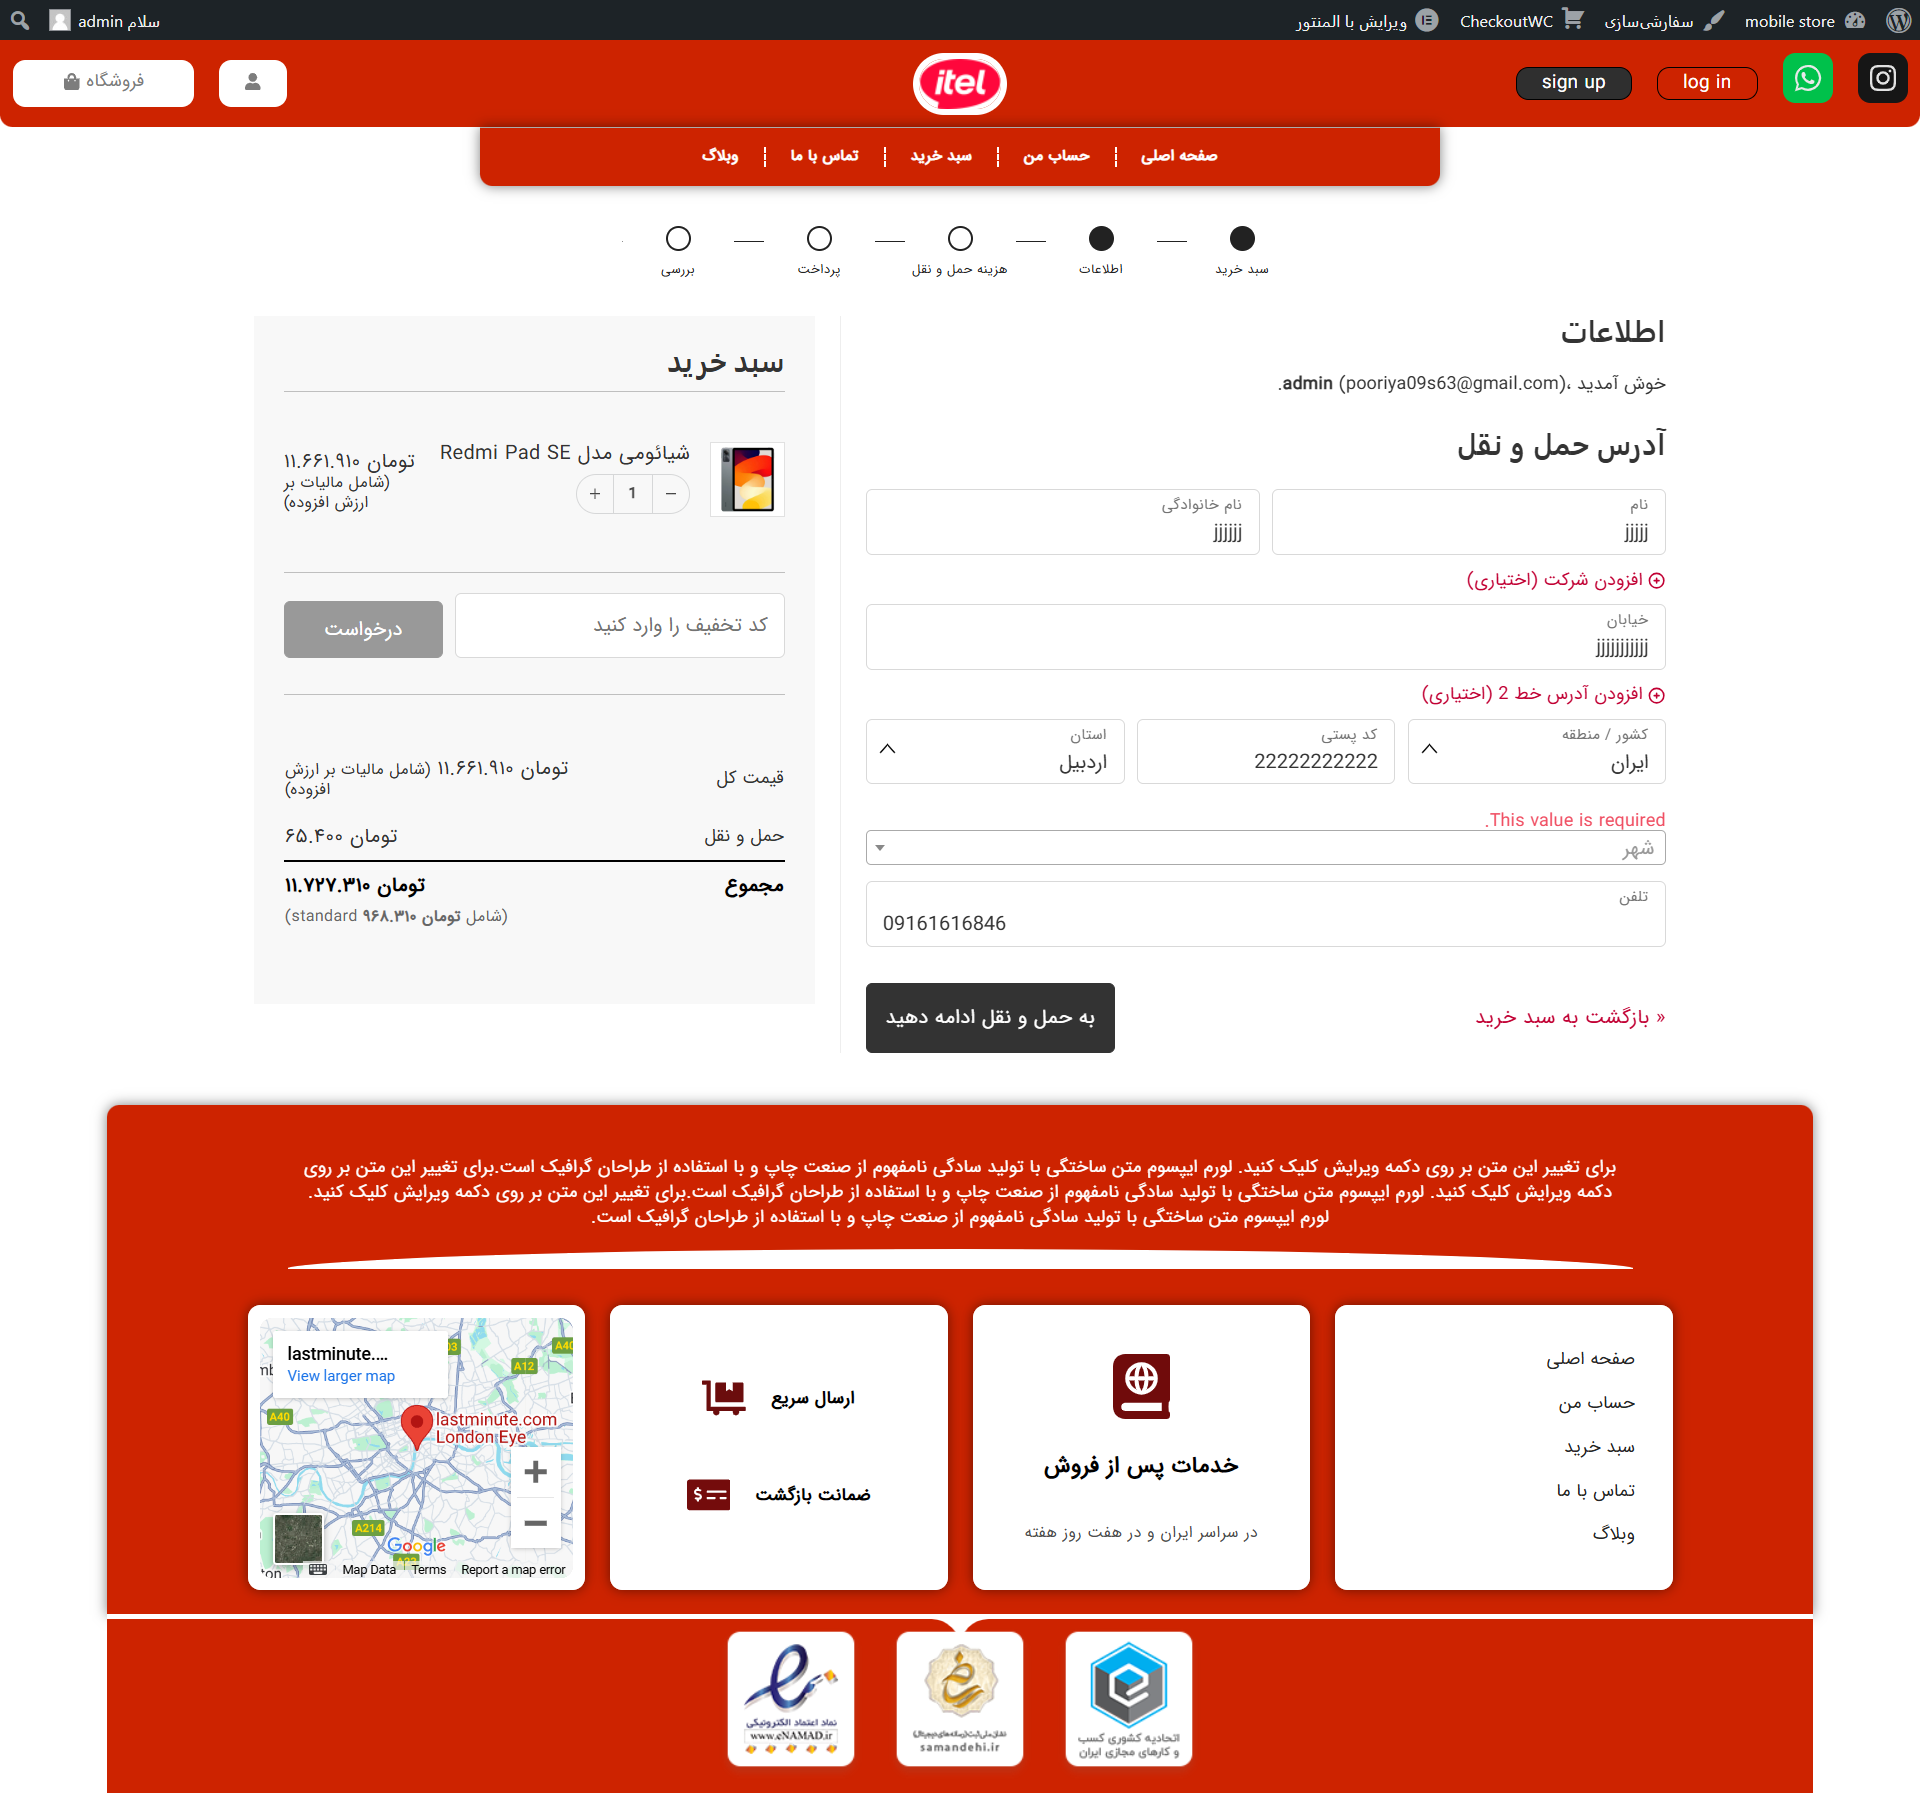 mobile store
سفارشی‌سازی
CheckoutWC
ویرایش با المنتور
سلام admin
log in
sign up
itel
فروشگاه
صفحه اصلی
حساب من
سبد خرید
تماس با ما
وبلاگ
سبد خرید
اطلاعات
هزینه حمل و نقل
پرداخت
بررسی
اطلاعات
خوش آمدید ،admin (pooriya09s63@gmail.com).
آدرس حمل و نقل
نام
jjjjj
نام خانوادگی
jjjjjj
افزودن شرکت (اختیاری)
خیابان
jjjjjjjjjjj
افزودن آدرس خط 2 (اختیاری)
کشور / منطقه
ایران
کد پستی
22222222222
استان
اردبیل
This value is required.
شهر
تلفن
09161616846
« بازگشت به سبد خرید
به حمل و نقل ادامه دهید
سبد خرید
شیائومی مدل Redmi Pad SE
− 1 +
تومان ۱۱.۶۶۱.۹۱۰
(شامل مالیات بر
ارزش افزوده)
کد تخفیف را وارد کنید
درخواست
قیمت کل
تومان ۱۱.۶۶۱.۹۱۰ (شامل مالیات بر ارزش
افزوده)
حمل و نقل
تومان ۶۵.۴۰۰
مجموع
تومان ۱۱.۷۲۷.۳۱۰
(شامل تومان ۹۶۸.۳۱۰ standard)
برای تغییر این متن بر روی دکمه ویرایش کلیک کنید. لورم ایپسوم متن ساختگی با تولید سادگی نامفهوم از صنعت چاپ و با استفاده از طراحان گرافیک است.برای تغییر این متن بر روی
دکمه ویرایش کلیک کنید. لورم ایپسوم متن ساختگی با تولید سادگی نامفهوم از صنعت چاپ و با استفاده از طراحان گرافیک است.برای تغییر این متن بر روی دکمه ویرایش کلیک کنید.
لورم ایپسوم متن ساختگی با تولید سادگی نامفهوم از صنعت چاپ و با استفاده از طراحان گرافیک است.
صفحه اصلی
حساب من
سبد خرید
تماس با ما
وبلاگ
خدمات پس از فروش
در سراسر ایران و در هفت روز هفته
ارسال سریع
ضمانت بازگشت
lastminute....
View larger map
A12
A40
lastminute.com
London Eye
A214
Google
Map Data
Terms
Report a map error
اتحادیه کشوری کسب
و کارهای مجازی ایران
samandehi.ir
نماد اعتماد الکترونیکی
www.eNAMAD.ir